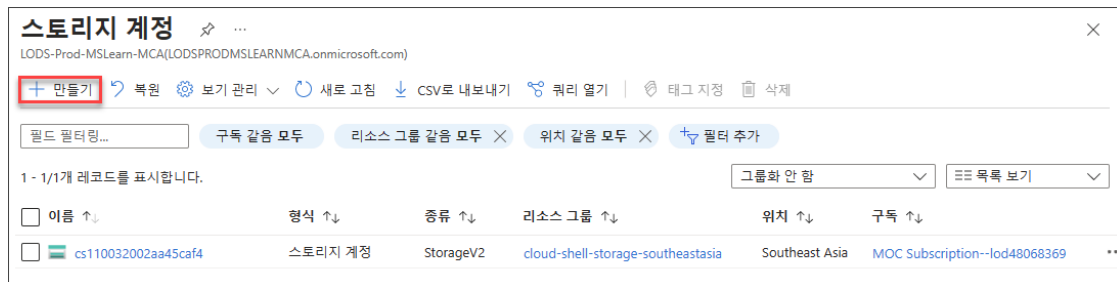 스토리지 계정 ...
LODS-Prod-MSLearn-MCA(LODSPRODMSLEARNMCA.onmicrosoft.com)
+ 만들기 복원 보기 관리 새로 고침 CSV로 내보내기 쿼리 열기 태그 지정 삭제
필드 필터링... 구독 같음 모두 리소스 그룹 같음 모두 위치 같음 모두 필터 추가
1 - 1/1개 레코드를 표시합니다. 그룹화 안 함 목록 보기
이름 형식 종류 리소스 그룹 위치 구독
cs110032002aa45caf4 스토리지 계정 StorageV2 cloud-shell-storage-southeastasia Southeast Asia MOC Subscription--lod48068369